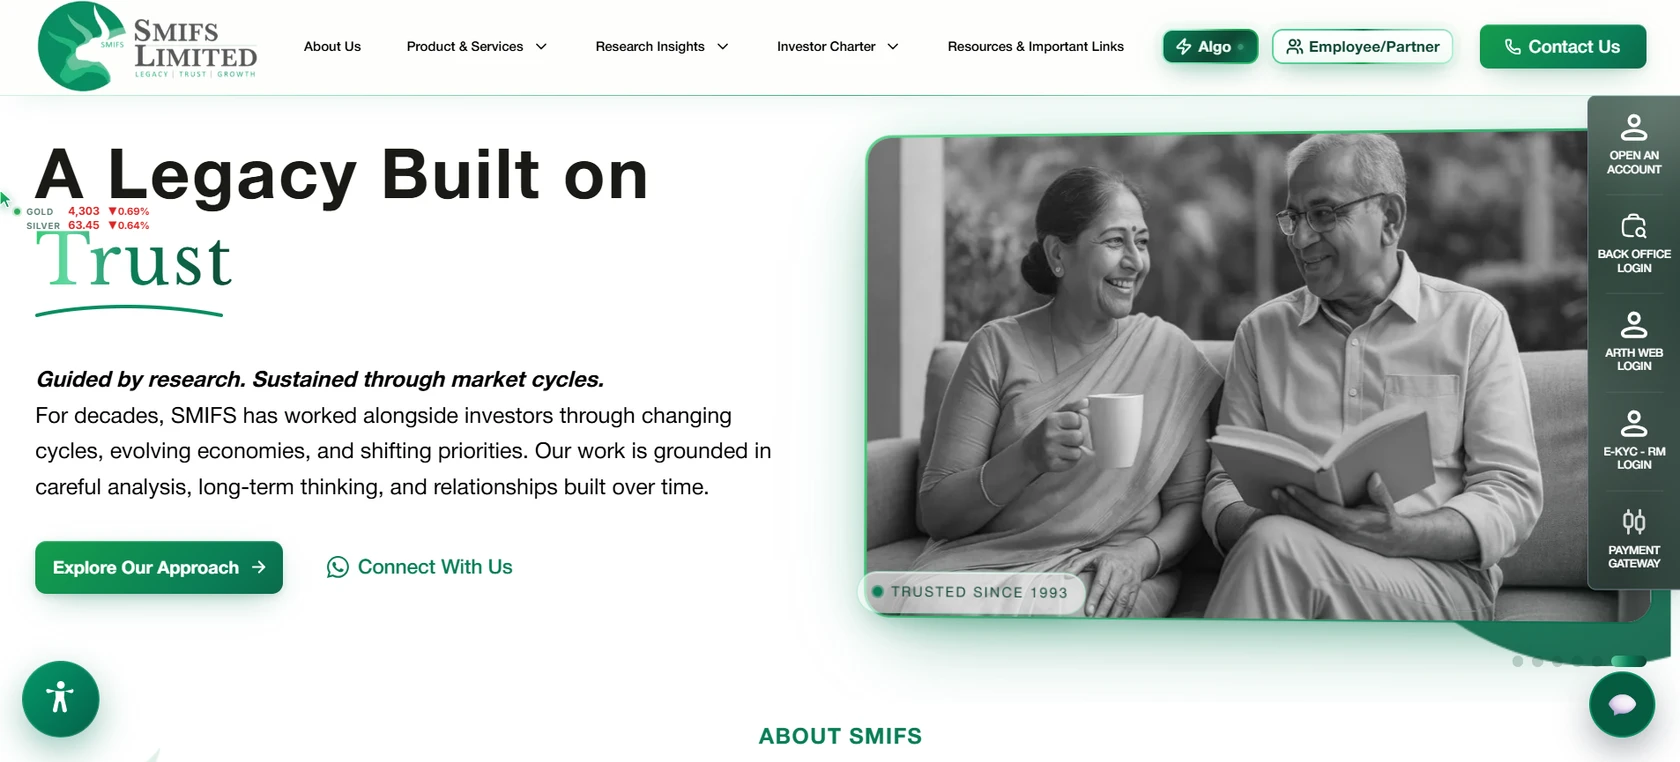 SMIFS
SMIFS
LIMITED
LEGACY | TRUST | GROWTH
About Us
Product & Services
Research Insights
Investor Charter
Resources & Important Links
Algo
Employee/Partner
Contact Us
A Legacy Built on
GOLD 4,303 ▼0.69%
SILVER 63.45 ▼0.64%
Trust
Guided by research. Sustained through market cycles.
For decades, SMIFS has worked alongside investors through changing
cycles, evolving economies, and shifting priorities. Our work is grounded in
careful analysis, long-term thinking, and relationships built over time.
Explore Our Approach →
Connect With Us
TRUSTED SINCE 1993
OPEN AN
ACCOUNT
BACK OFFICE
LOGIN
ARTH WEB
LOGIN
E-KYC - RM
LOGIN
PAYMENT
GATEWAY
ABOUT SMIFS